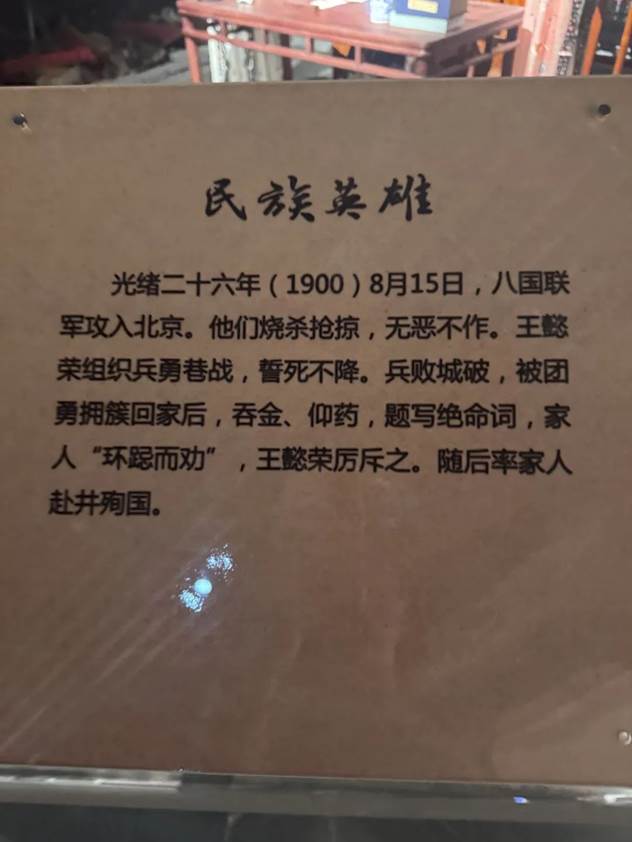 民族英雄
光绪二十六年（1900）8月15日，八国联
军攻入北京。他们烧杀抢掠，无恶不作。王懿
荣组织兵勇巷战，誓死不降。兵败城破，被团
勇拥簇回家后，吞金、仰药，题写绝命词，家
人“环跽而劝”，王懿荣厉斥之。随后率家人
赴井殉国。